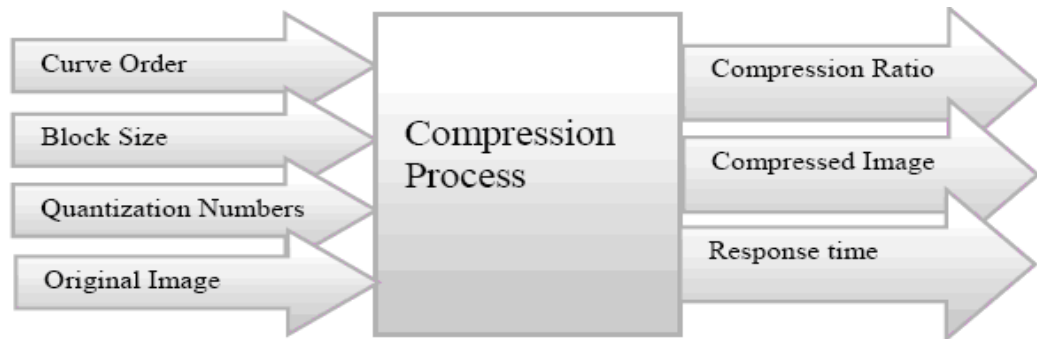 Curve Order
Block Size
Quantization Numbers
Original Image
Compression
Process
Compression Ratio
Compressed Image
Response time